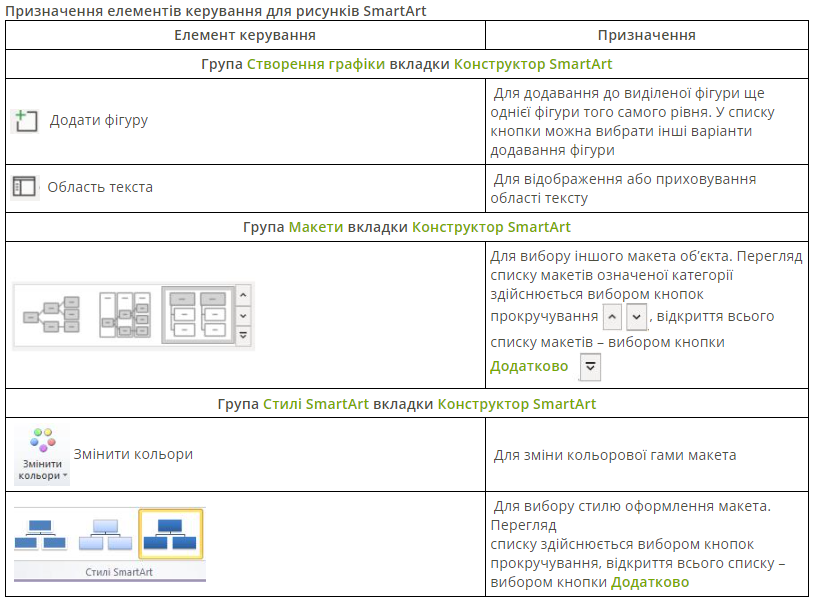 Призначення елементів керування для рисунків SmartArt
Елемент керування
Призначення
Група Створення графіки вкладки Конструктор SmartArt
Додати фігуру
Для додавання до виділеної фігури ще
однієї фігури того самого рівня. У списку
кнопки можна вибрати інші варіанти
додавання фігури
Область текста
Для відображення або приховування
області тексту
Група Макети вкладки Конструктор SmartArt
Для вибору іншого макета об’єкта. Перегляд
списку макетів означеної категорії
здійснюється вибором кнопок
прокручування , відкриття всього
списку макетів – вибором кнопки
Додатково
Група Стилі SmartArt вкладки Конструктор SmartArt
Змінити
кольори
Змінити кольори
Для зміни кольорової гами макета
Стилі SmartArt
Для вибору стилю оформлення макета.
Перегляд
списку здійснюється вибором кнопок
прокручування, відкриття всього списку –
вибором кнопки Додатково